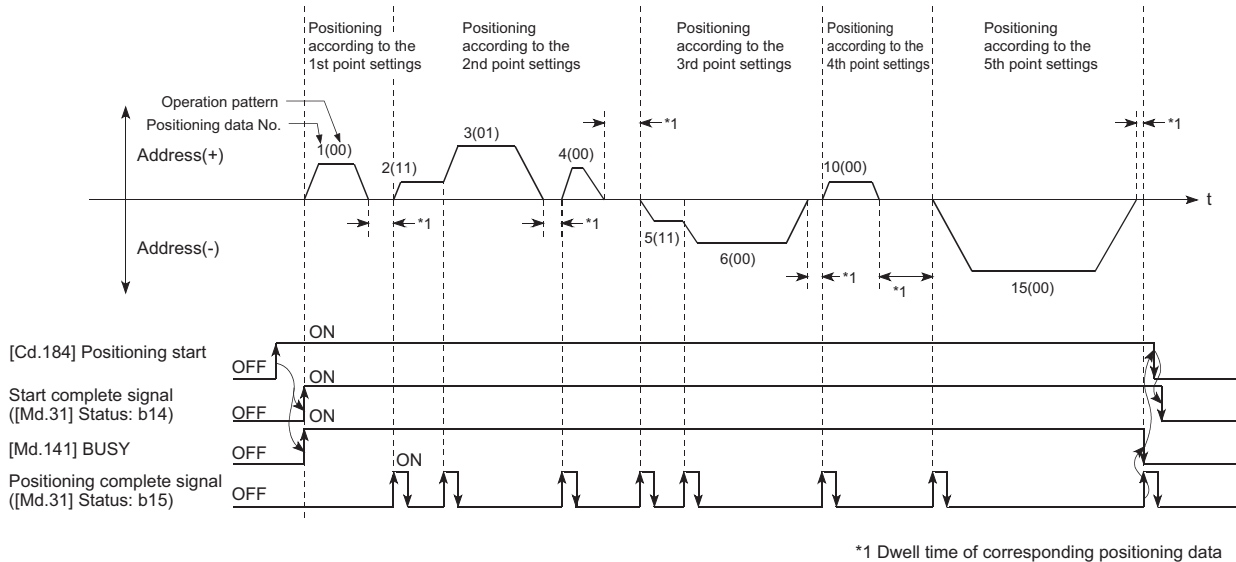 Positioning
according to the
1st point settings
Positioning
according to the
2nd point settings
Positioning
according to the
3rd point settings
Positioning
according to the
4th point settings
Positioning
according to the
5th point settings
Operation pattern
Positioning data No.
Address(+)
Address(-)
1(00)
2(11)
3(01)
4(00)
5(11)
6(00)
10(00)
15(00)
*1
*1
*1
*1
*1
*1
t
[Cd.184] Positioning start
OFF
ON
Start complete signal
([Md.31] Status: b14)
OFF
ON
[Md.141] BUSY
OFF
ON
Positioning complete signal
([Md.31] Status: b15)
OFF
ON
*1 Dwell time of corresponding positioning data